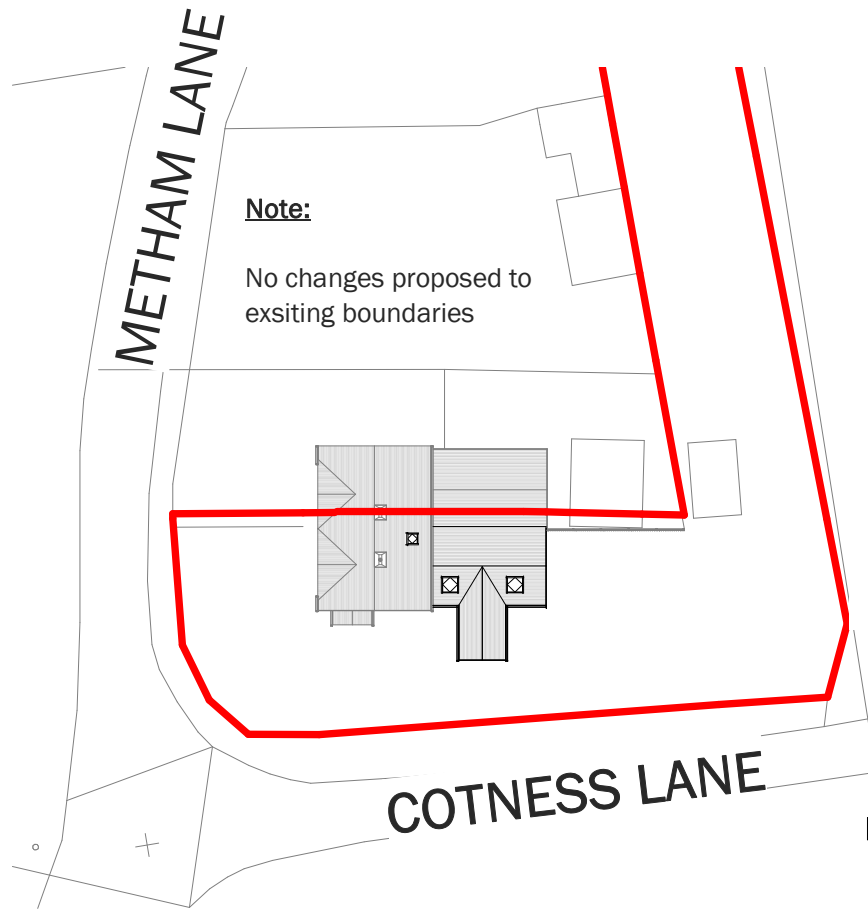 METHAM LANE
Note:
No changes proposed to
exsiting boundaries
COTNESS LANE